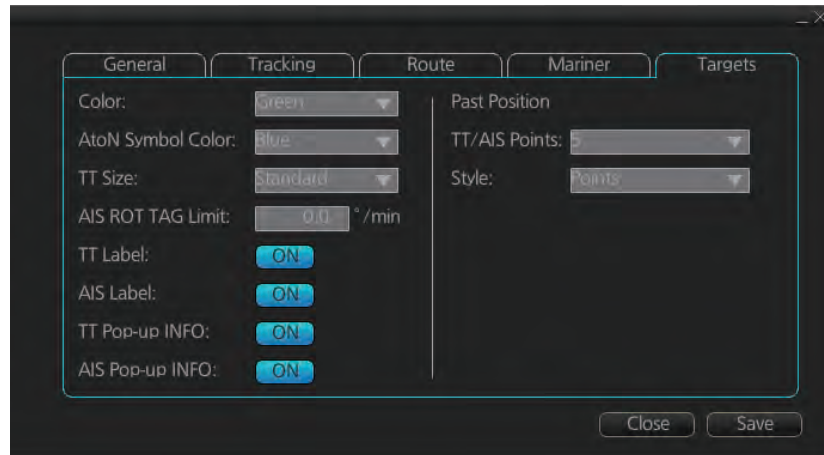 General Tracking Route Mariner Targets
Color: Green
AtoN Symbol Color: Blue
TT Size: Standard
AIS ROT TAG Limit: 0.0 °/min
TT Label: ON
AIS Label: ON
TT Pop-up INFO: ON
AIS Pop-up INFO: ON
Past Position
TT/AIS Points: 5
Style: Points
Close Save